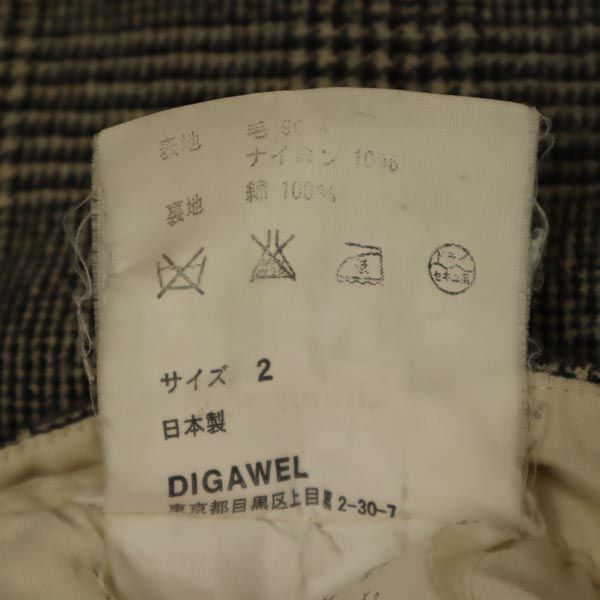 表地 毛 90%
ナイロン 10%
裏地 綿 100%
サイズ 2
日本製
DIGAWEL
東京都目黒区上目黒 2-30-7